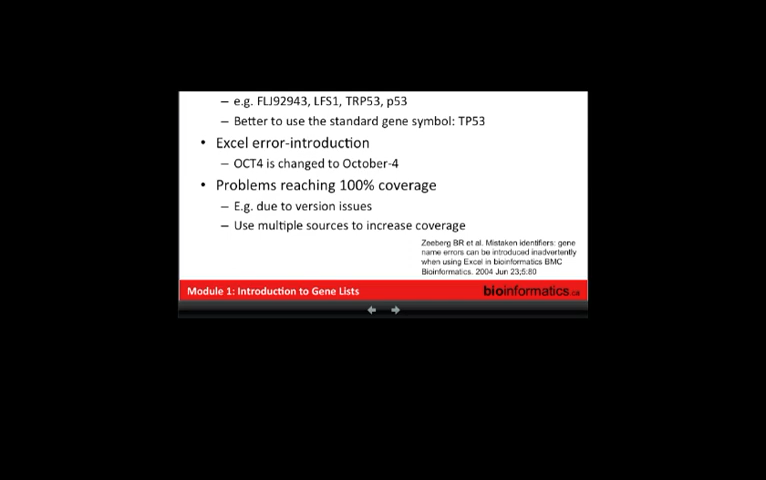 – e.g. FLJ92943, LFS1, TRP53, p53
– Better to use the standard gene symbol: TP53
• Excel error-introduction
– OCT4 is changed to October-4
• Problems reaching 100% coverage
– E.g. due to version issues
– Use multiple sources to increase coverage
Zeeberg BR et al. Mistaken identifiers: gene
name errors can be introduced inadvertently
when using Excel in bioinformatics BMC
Bioinformatics. 2004 Jun 23;5:80
Module 1: Introduction to Gene Lists
bioinformatics.ca